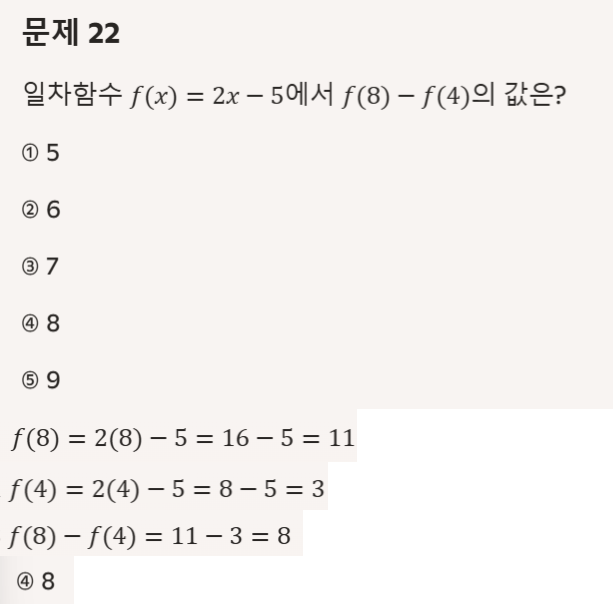 문제 22
일차함수 f(x) = 2x − 5에서 f(8) − f(4)의 값은?
① 5
② 6
③ 7
④ 8
⑤ 9
f(8) = 2(8) − 5 = 16 − 5 = 11
f(4) = 2(4) − 5 = 8 − 5 = 3
f(8) − f(4) = 11 − 3 = 8
④ 8